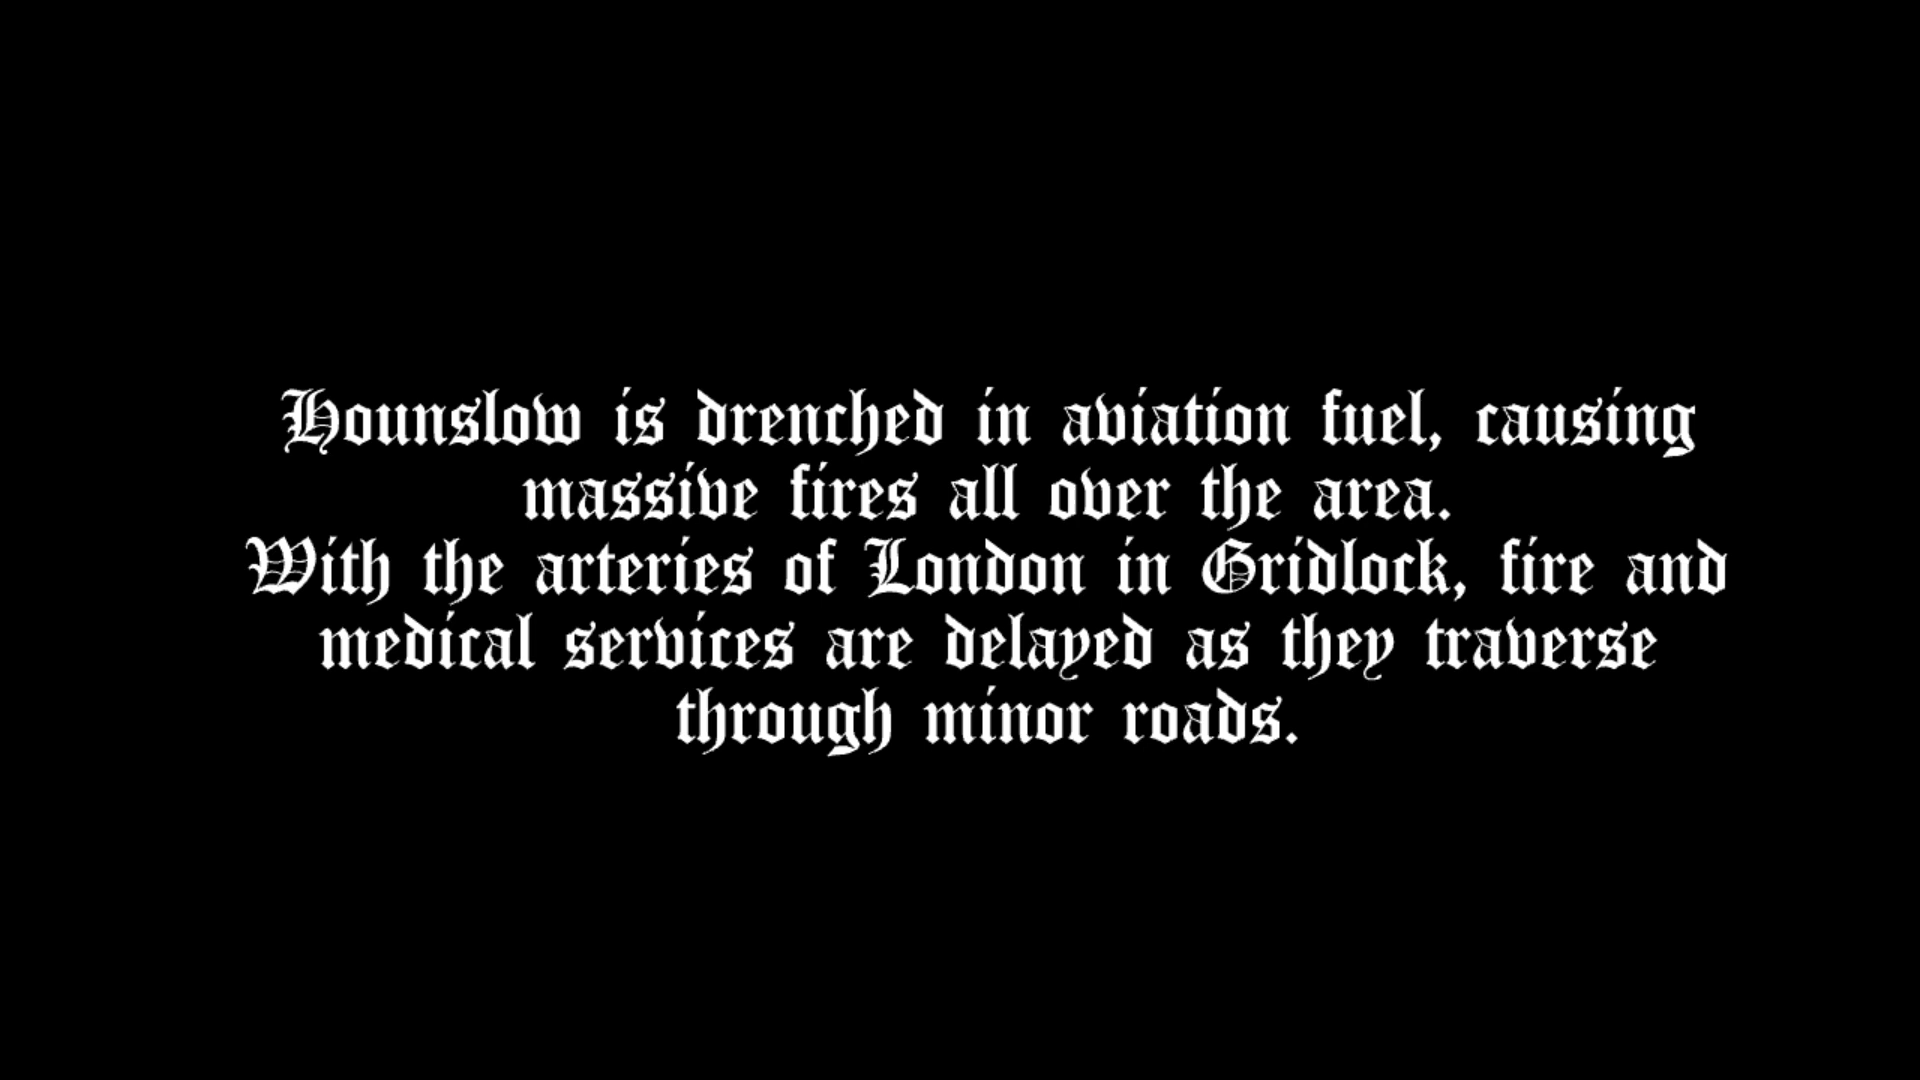 Hounslow is drenched in aviation fuel, causing
massive fires all over the area.
With the arteries of London in Gridlock, fire and
medical services are delayed as they traverse
through minor roads.